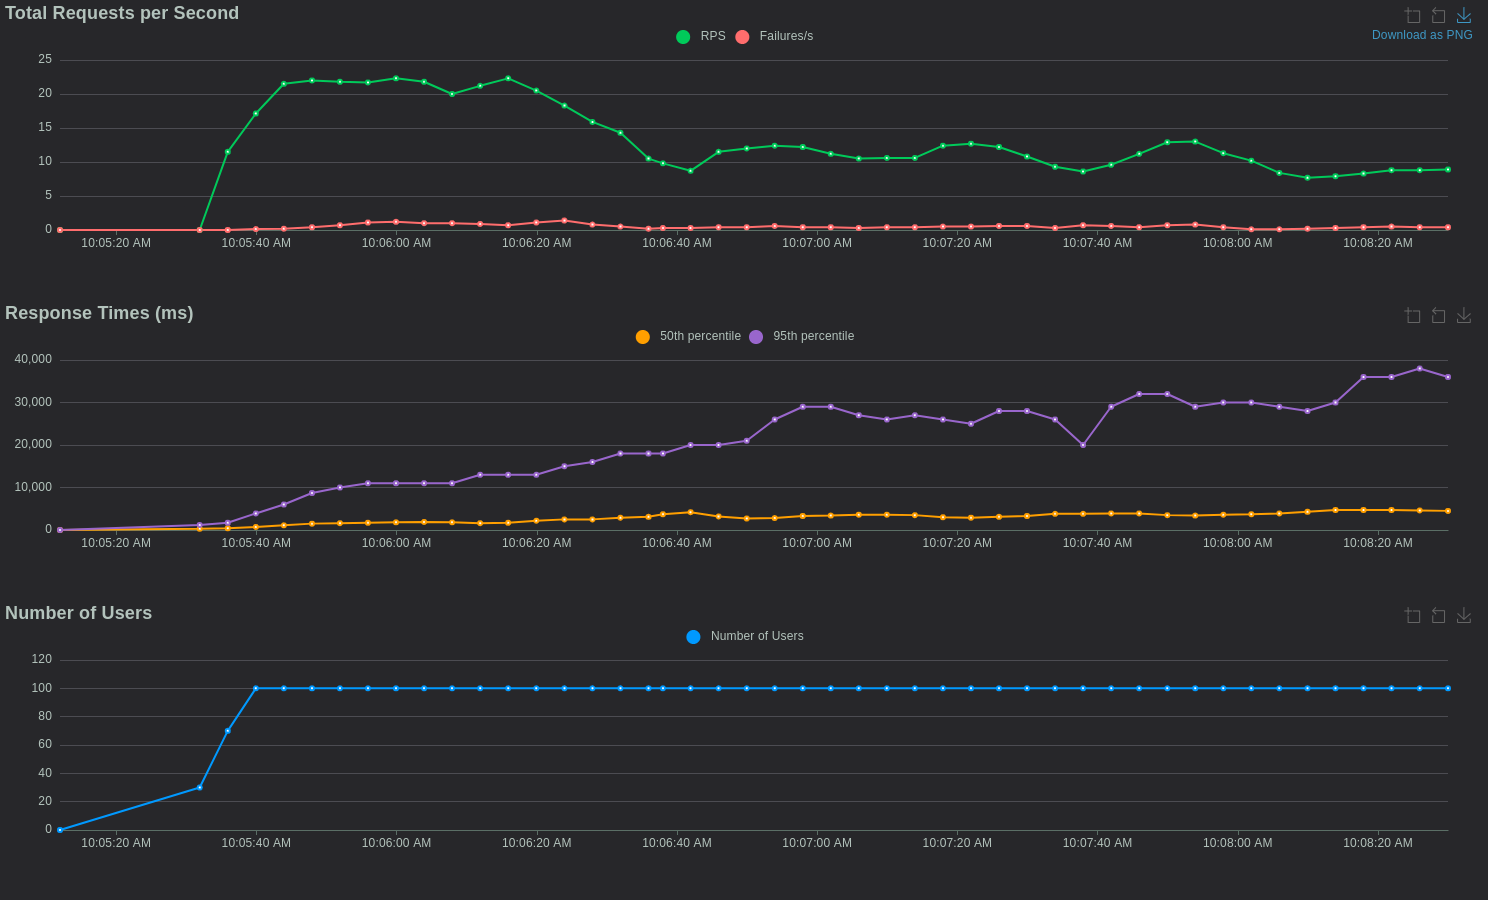 Total Requests per Second
Download as PNG
RPS Failures/s
25
20
15
10
5
0
10:05:20 AM 10:05:40 AM 10:06:00 AM 10:06:20 AM 10:06:40 AM 10:07:00 AM 10:07:20 AM 10:07:40 AM 10:08:00 AM 10:08:20 AM
Response Times (ms)
50th percentile 95th percentile
40,000
30,000
20,000
10,000
0
10:05:20 AM 10:05:40 AM 10:06:00 AM 10:06:20 AM 10:06:40 AM 10:07:00 AM 10:07:20 AM 10:07:40 AM 10:08:00 AM 10:08:20 AM
Number of Users
Number of Users
120
100
80
60
40
20
0
10:05:20 AM 10:05:40 AM 10:06:00 AM 10:06:20 AM 10:06:40 AM 10:07:00 AM 10:07:20 AM 10:07:40 AM 10:08:00 AM 10:08:20 AM